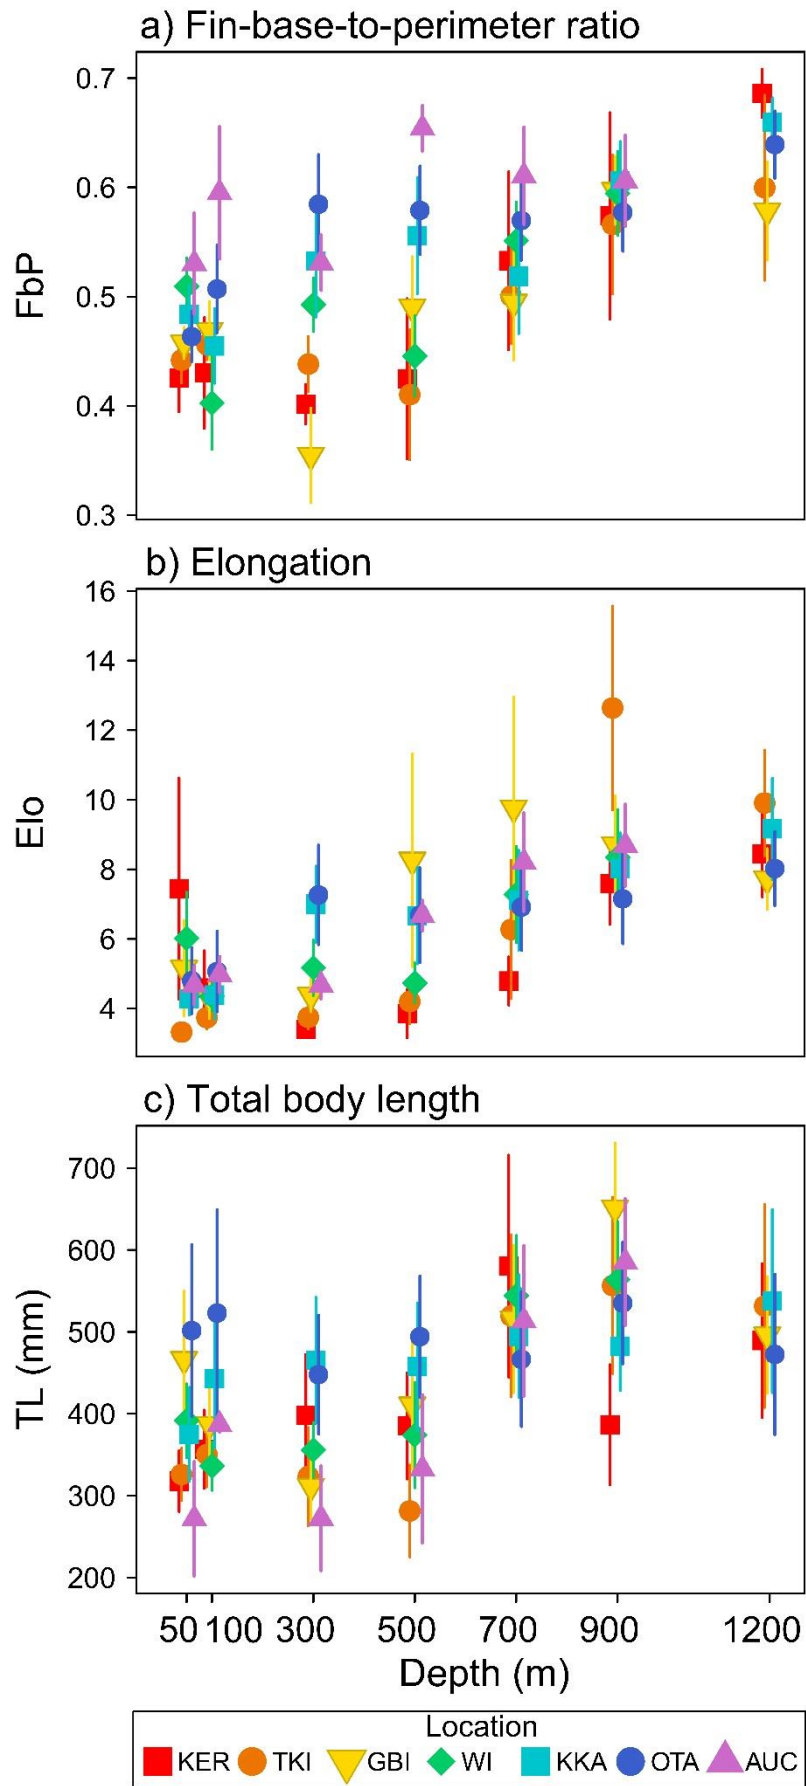 a) Fin-base-to-perimeter ratio
0.7
0.6
0.5
0.4
0.3
FbP
b) Elongation
16
14
12
10
8
6
4
Elo
c) Total body length
700
600
500
400
300
200
TL (mm)
50 100 300 500 700 900 1200
Depth (m)
Location
KER TKI GBI WI KKA OTA AUC